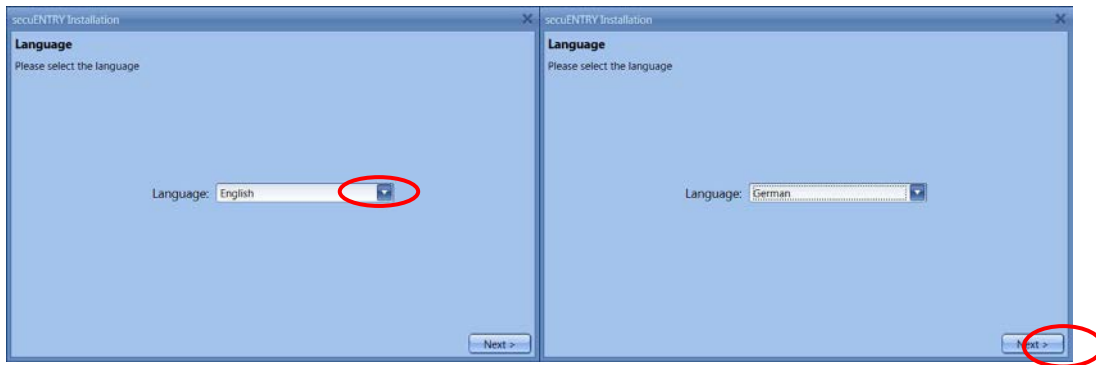 secuENTRY Installation
Language
Please select the language
Language: English
Next >
secuENTRY Installation
Language
Please select the language
Language: German
Next >